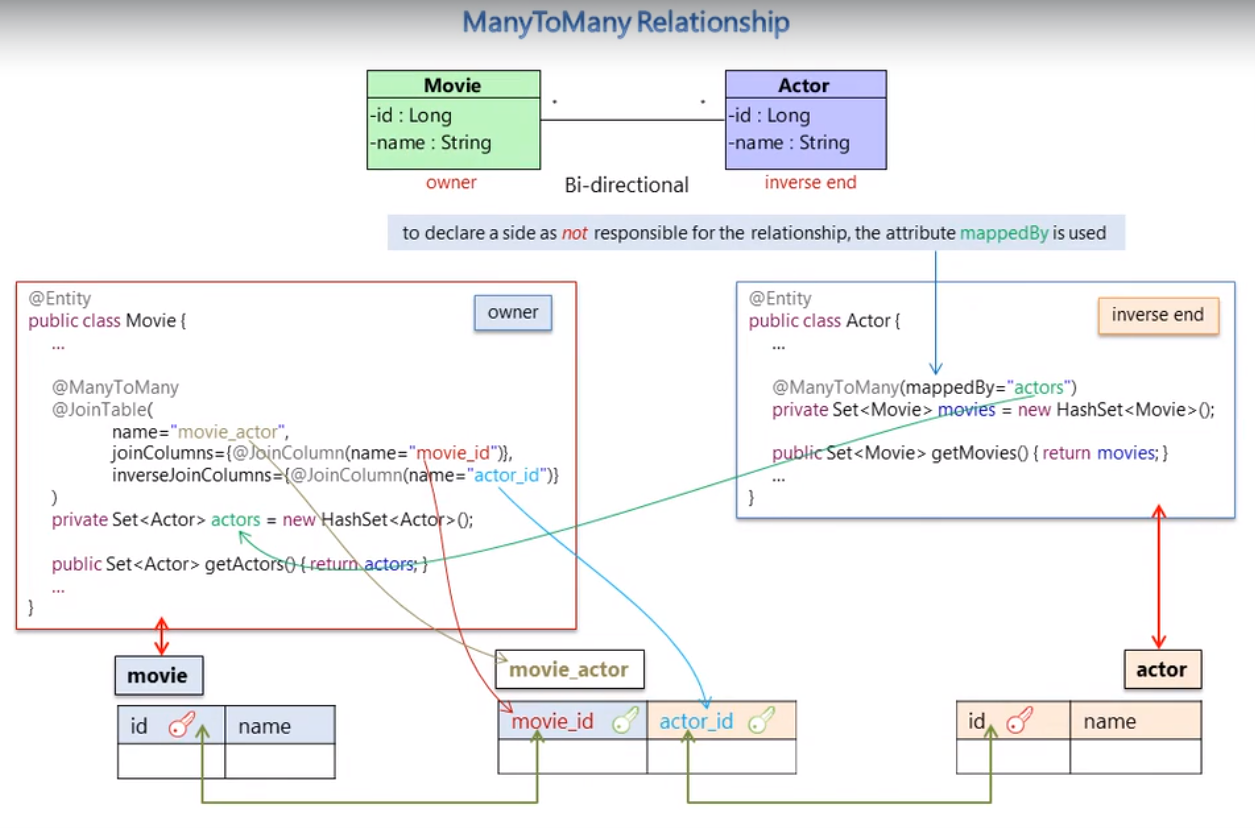 ManyToMany Relationship
Movie
-id : Long
-name : String
owner
* *
Bi-directional
Actor
-id : Long
-name : String
inverse end
to declare a side as not responsible for the relationship, the attribute mappedBy is used
@Entity
public class Movie {
...
@ManyToMany
@JoinTable(
name="movie_actor",
joinColumns={@JoinColumn(name="movie_id")},
inverseJoinColumns={@JoinColumn(name="actor_id")}
)
private Set<Actor> actors = new HashSet<Actor>();
public Set<Actor> getActors() { return actors; }
...
}
owner
@Entity
public class Actor {
...
@ManyToMany(mappedBy="actors")
private Set<Movie> movies = new HashSet<Movie>();
public Set<Movie> getMovies() { return movies; }
...
}
inverse end
movie
id name
movie_actor
movie_id actor_id
actor
id name